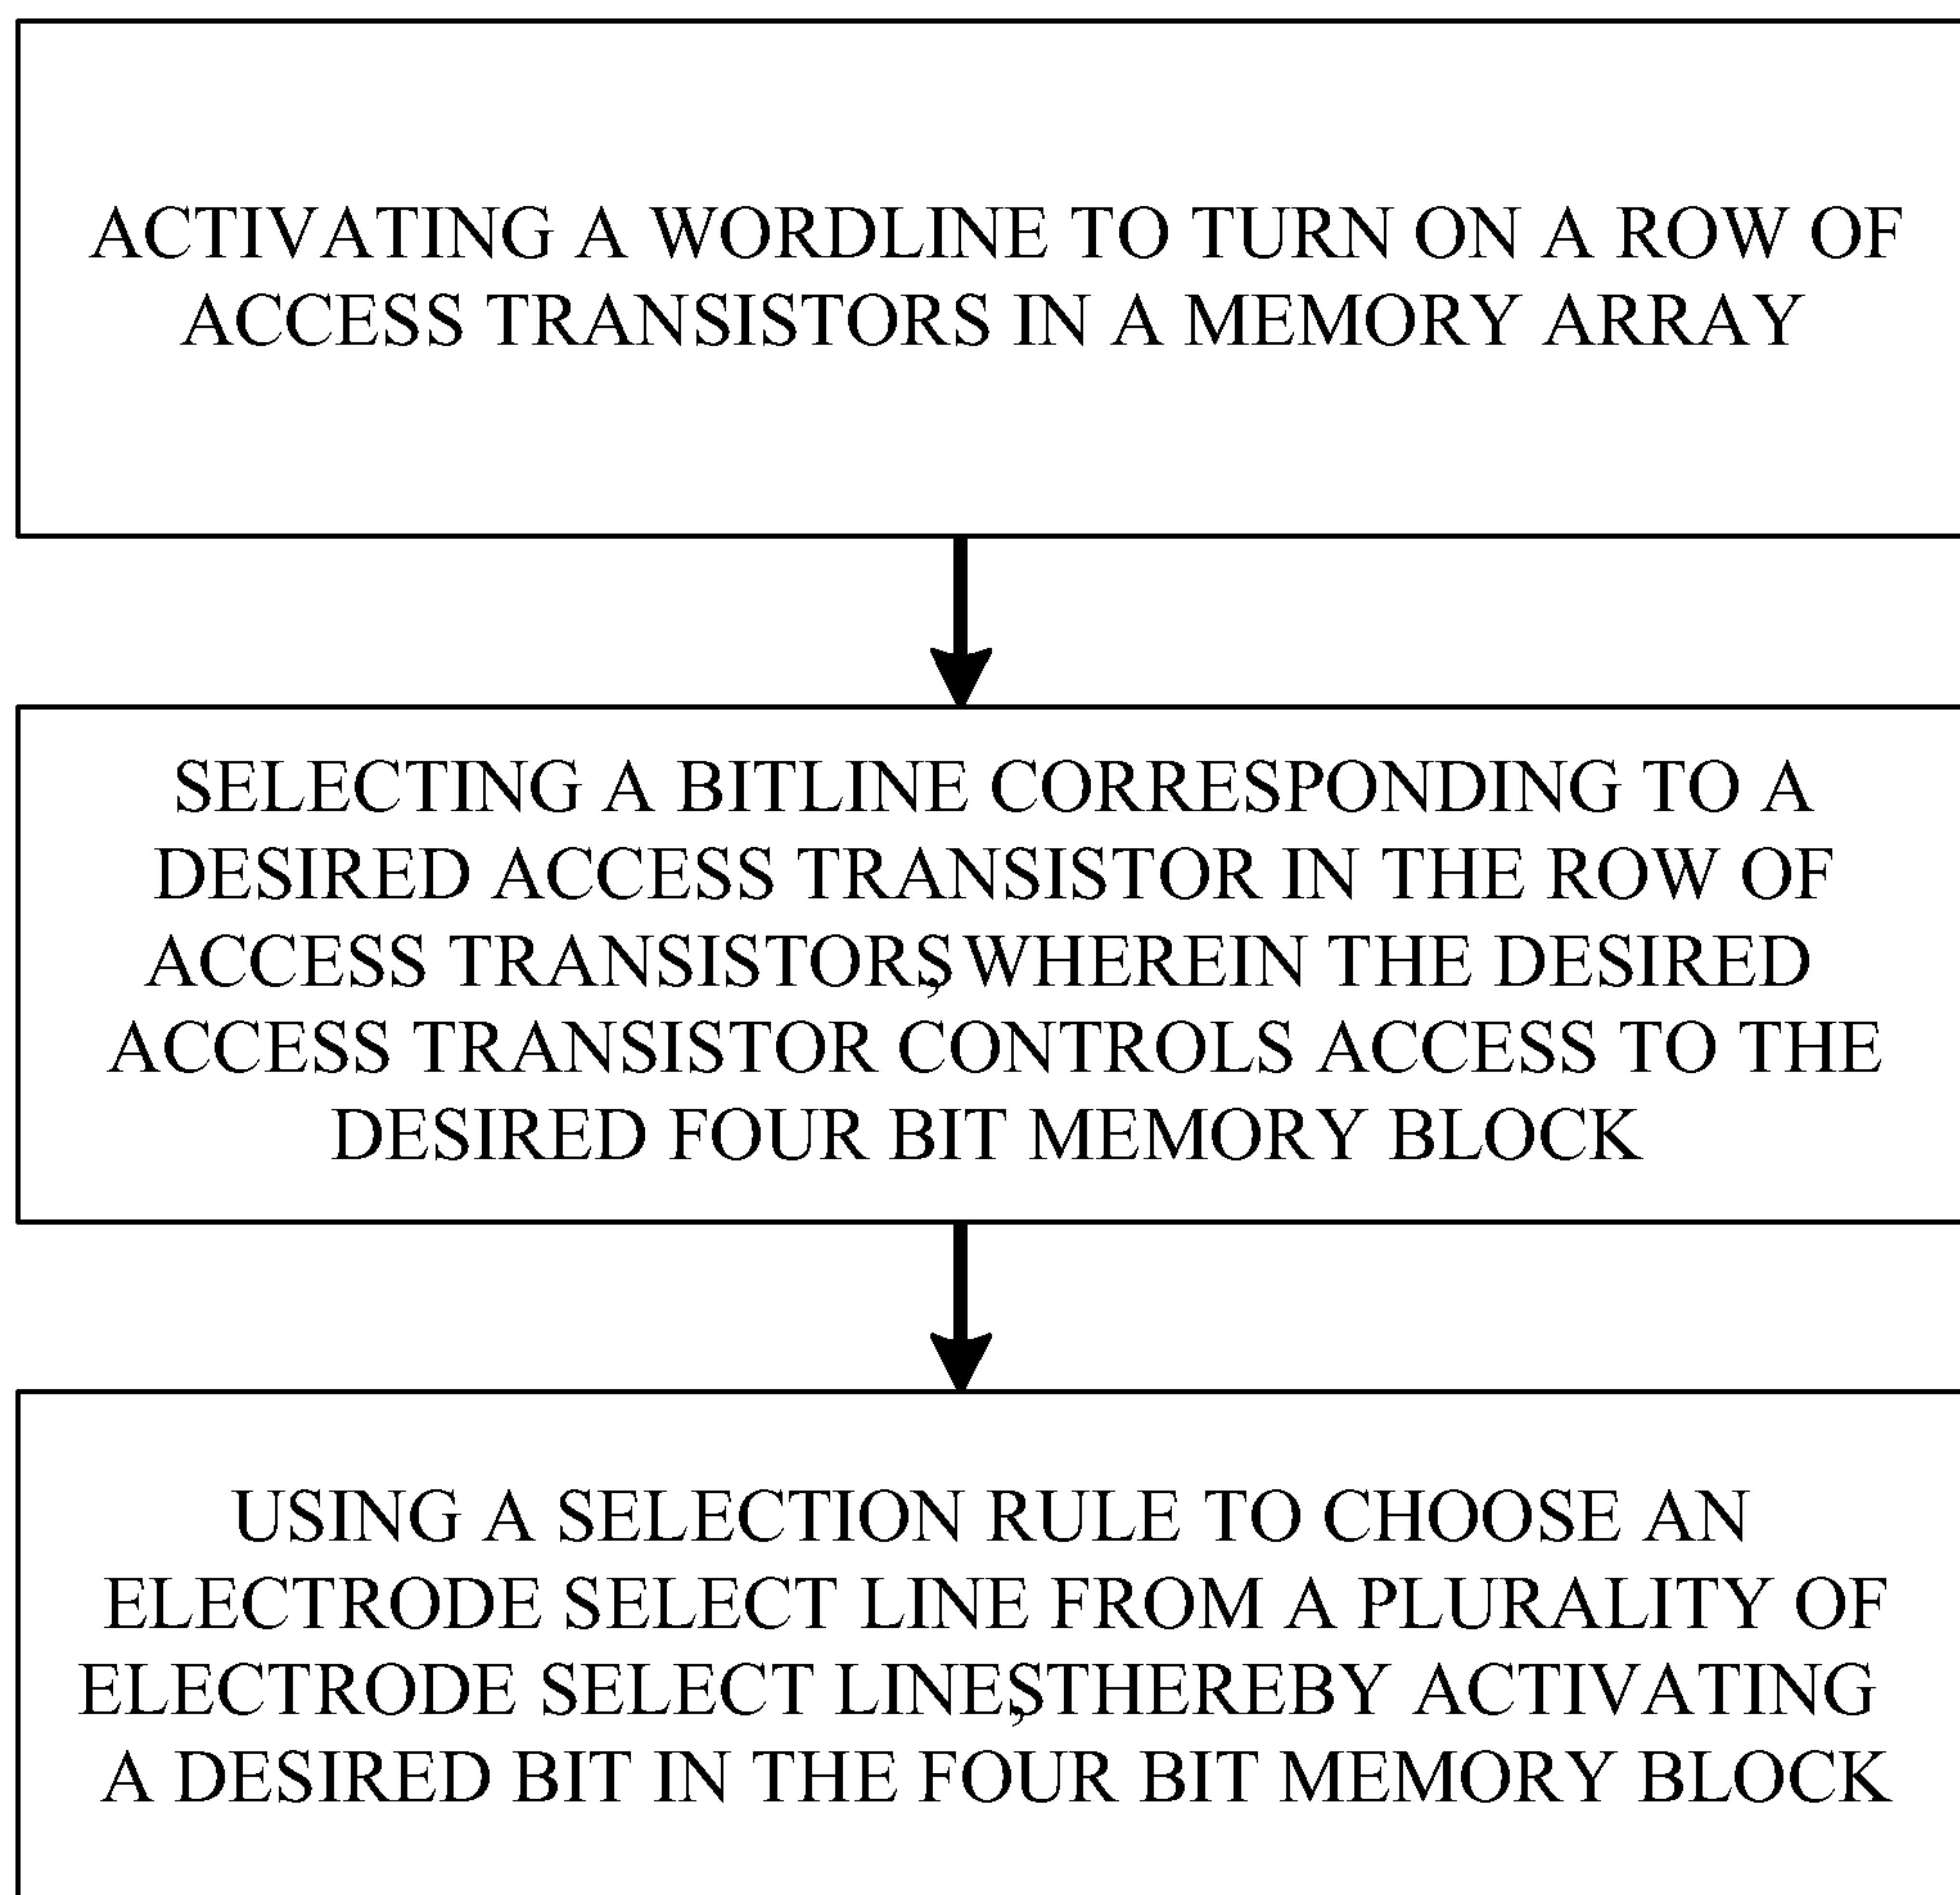 ACTIVATING A WORDLINE TO TURN ON A ROW OF
ACCESS TRANSISTORS IN A MEMORY ARRAY
SELECTING A BITLINE CORRESPONDING TO A
DESIRED ACCESS TRANSISTOR IN THE ROW OF
ACCESS TRANSISTORS, WHEREIN THE DESIRED
ACCESS TRANSISTOR CONTROLS ACCESS TO THE
DESIRED FOUR BIT MEMORY BLOCK
USING A SELECTION RULE TO CHOOSE AN
ELECTRODE SELECT LINE FROM A PLURALITY OF
ELECTRODE SELECT LINES, THEREBY ACTIVATING
A DESIRED BIT IN THE FOUR BIT MEMORY BLOCK